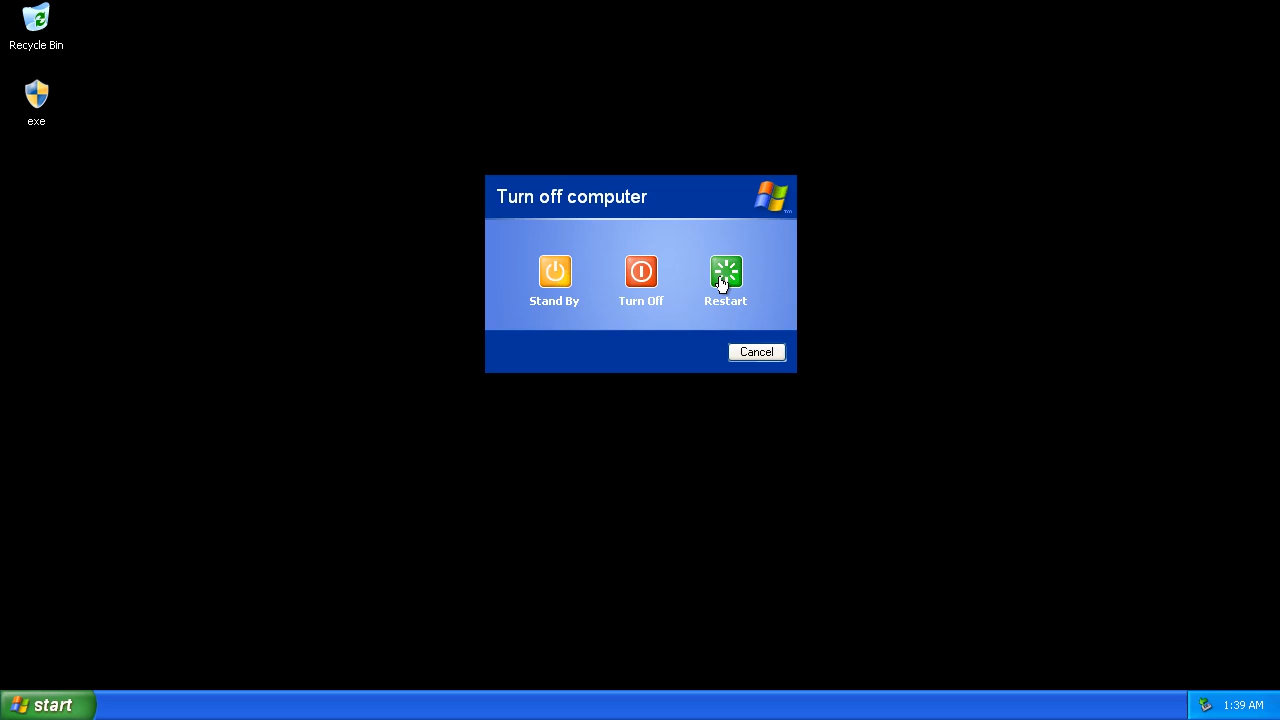 Recycle Bin
exe
Turn off computer
Stand By
Turn Off
Restart
Cancel
start
1:39 AM